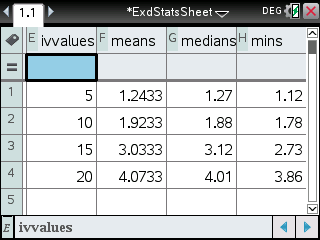 1.1 *ExdStatsSheet DEG
E ivvalues F means G medians H mins
=
1 5 1.2433 1.27 1.12
2 10 1.9233 1.88 1.78
3 15 3.0333 3.12 2.73
4 20 4.0733 4.01 3.86
5
E ivvalues